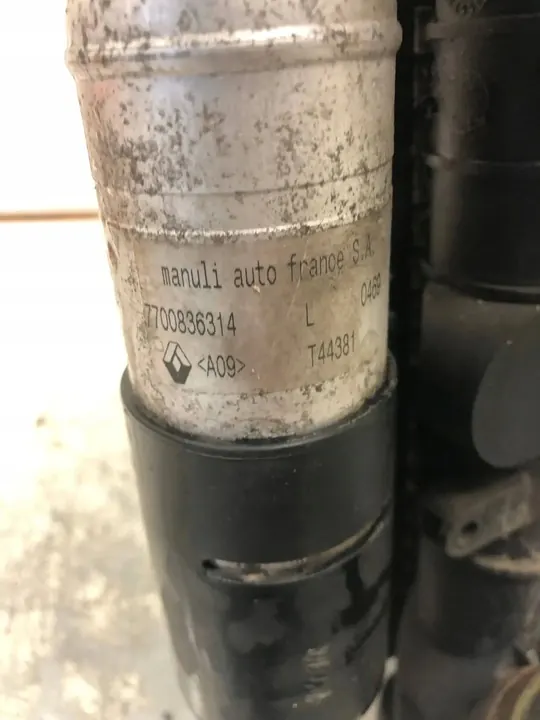 manuli auto france S.A.
7700836314 L 0469
<A09> T44381